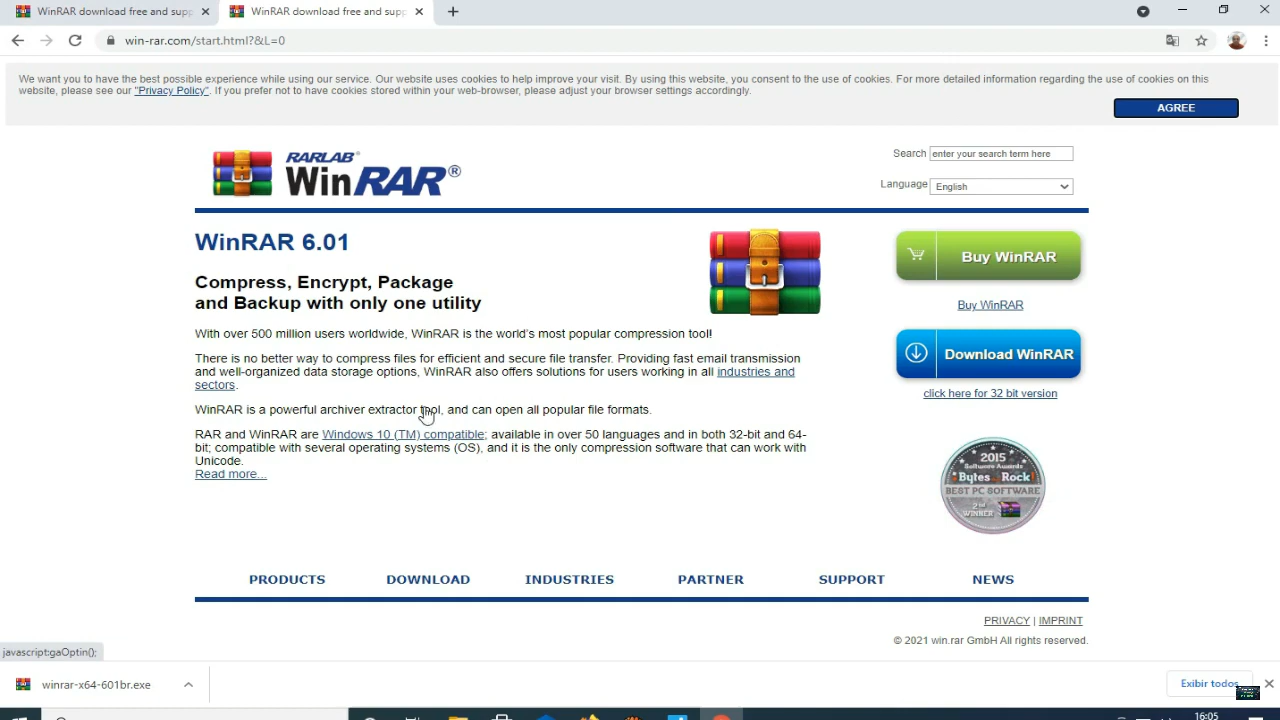 WinRAR download free and supp
WinRAR download free and supp
win-rar.com/start.html?&L=0
We want you to have the best possible experience while using our service. Our website uses cookies to help improve your visit. By using this website, you consent to the use of cookies. For more detailed information regarding the use of cookies on this
website, please see our "Privacy Policy". If you prefer not to have cookies stored within your web-browser, please adjust your browser settings accordingly.
AGREE
RARLAB®
WinRAR®
Search enter your search term here
Language English
WinRAR 6.01
Compress, Encrypt, Package
and Backup with only one utility
With over 500 million users worldwide, WinRAR is the world's most popular compression tool!
There is no better way to compress files for efficient and secure file transfer. Providing fast email transmission
and well-organized data storage options, WinRAR also offers solutions for users working in all industries and
sectors.
WinRAR is a powerful archiver extractor tool, and can open all popular file formats.
RAR and WinRAR are Windows 10 (TM) compatible; available in over 50 languages and in both 32-bit and 64-
bit; compatible with several operating systems (OS), and it is the only compression software that can work with
Unicode.
Read more...
Buy WinRAR
Buy WinRAR
Download WinRAR
click here for 32 bit version
2015
Software Awards
Bytes Rock!
BEST PC SOFTWARE
2nd
WINNER
PRODUCTS DOWNLOAD INDUSTRIES PARTNER SUPPORT NEWS
PRIVACY | IMPRINT
© 2021 win.rar GmbH All rights reserved.
javascript:gaOptin();
winrar-x64-601br.exe
Exibir todos
16:05